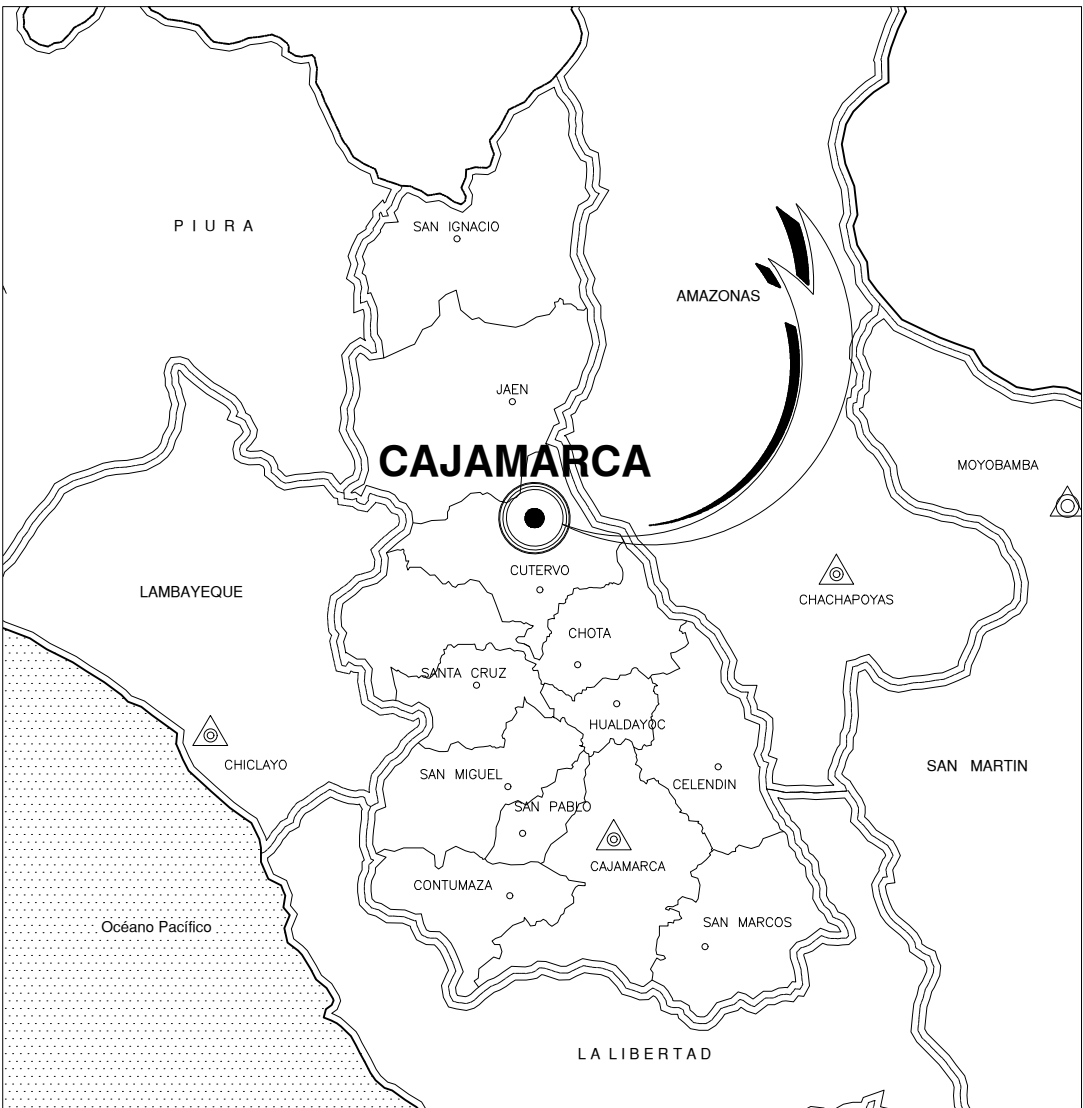 PIURA
SAN IGNACIO
AMAZONAS
JAEN
CAJAMARCA
MOYOBAMBA
CUTERVO
LAMBAYEQUE
CHACHAPOYAS
CHOTA
SANTA CRUZ
HUALDAYOC
CHICLAYO
SAN MIGUEL
CELENDIN
SAN MARTIN
SAN PABLO
CAJAMARCA
CONTUMAZA
SAN MARCOS
Océano Pacífico
LA LIBERTAD